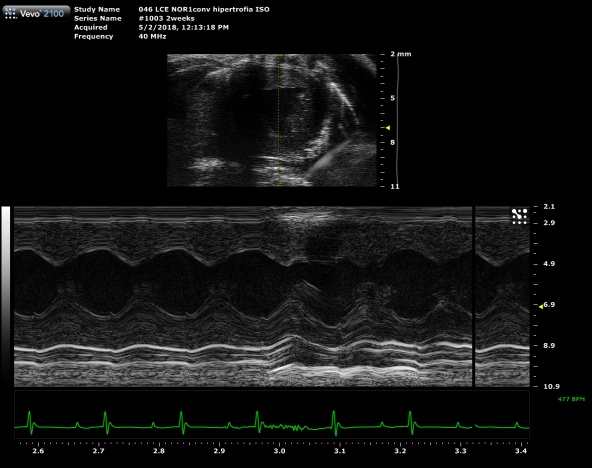 Vevo 2100
Study Name 046 LCE NOR1conv hipertrofia ISO
Series Name #1003 2weeks
Acquired 5/2/2018, 12:13:18 PM
Frequency 40 MHz
2 mm
5
8
11
2.1
2.9
4.9
6.9
8.9
10.9
477 BPM
2.6 2.7 2.8 2.9 3.0 3.1 3.2 3.3 3.4